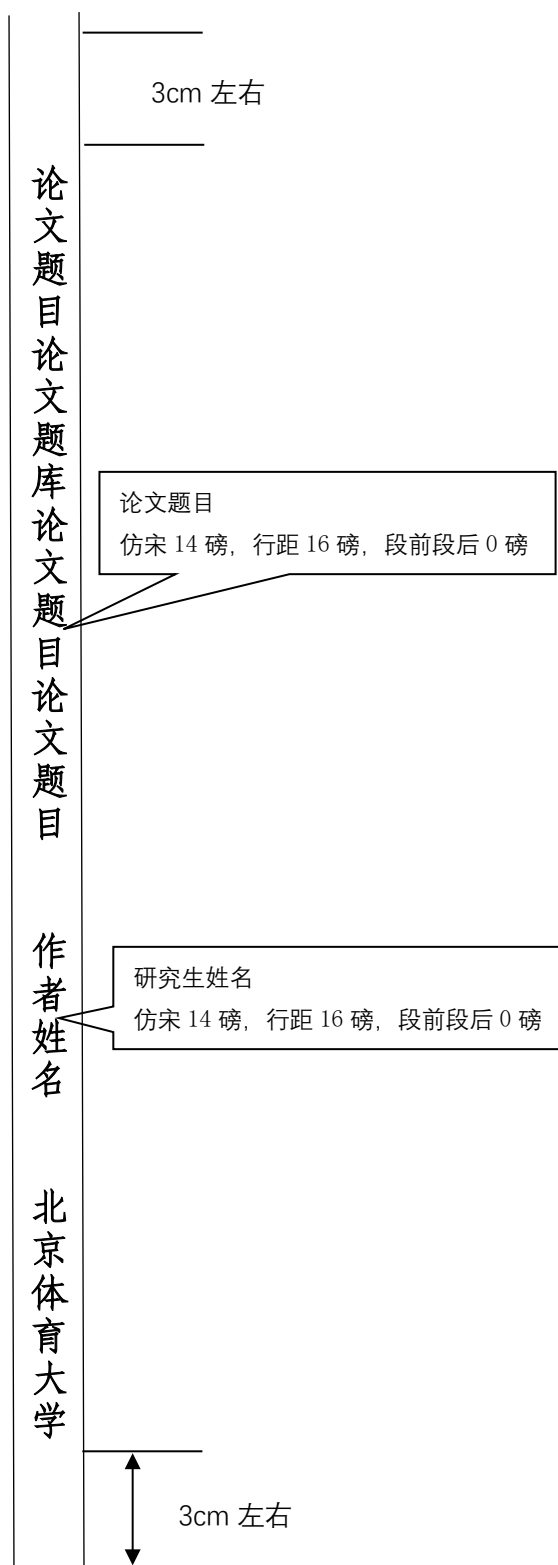 3cm 左右
论文题目论文题库论文题目论文题目
论文题目
仿宋 14 磅，行距 16 磅，段前段后 0 磅
作者姓名
研究生姓名
仿宋 14 磅，行距 16 磅，段前段后 0 磅
北京体育大学
3cm 左右